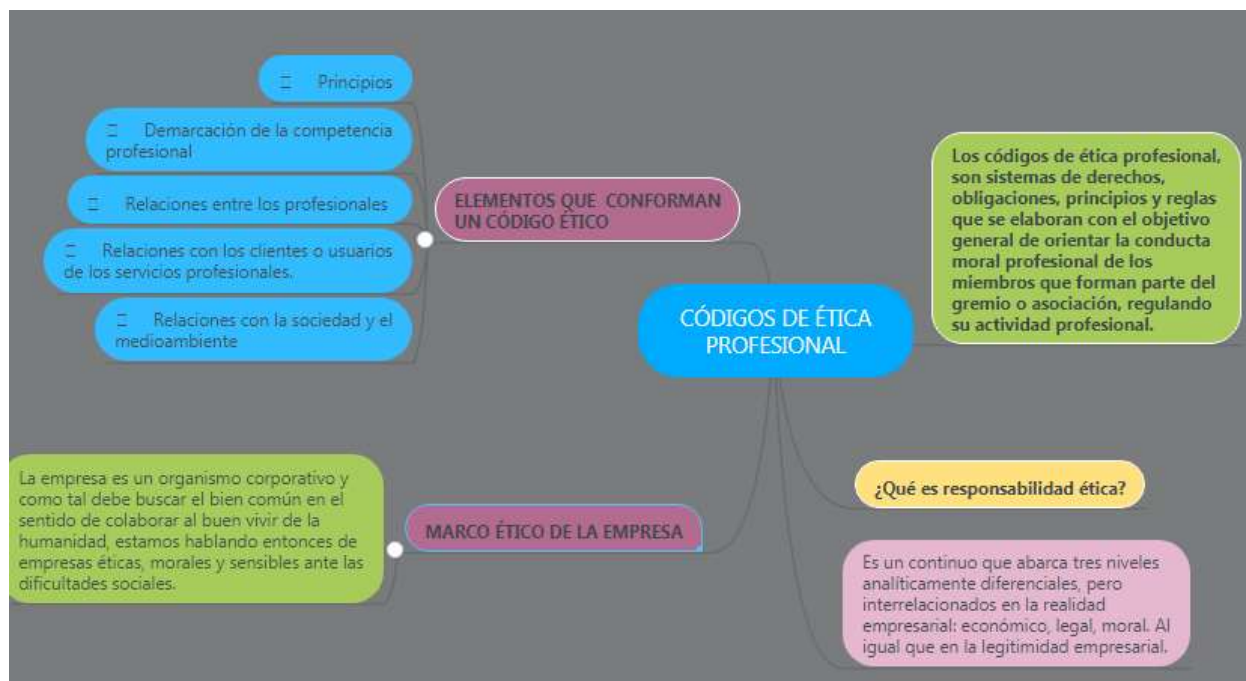 Principios
Demarcación de la competencia
profesional
Relaciones entre los profesionales
Relaciones con los clientes o usuarios
de los servicios profesionales.
Relaciones con la sociedad y el
medioambiente
ELEMENTOS QUE CONFORMAN
UN CÓDIGO ÉTICO
CÓDIGOS DE ÉTICA
PROFESIONAL
Los códigos de ética profesional,
son sistemas de derechos,
obligaciones, principios y reglas
que se elaboran con el objetivo
general de orientar la conducta
moral profesional de los
miembros que forman parte del
gremio o asociación, regulando
su actividad profesional.
La empresa es un organismo corporativo y
como tal debe buscar el bien común en el
sentido de colaborar al buen vivir de la
humanidad, estamos hablando entonces de
empresas éticas, morales y sensibles ante las
dificultades sociales.
MARCO ÉTICO DE LA EMPRESA
¿Qué es responsabilidad ética?
Es un continuo que abarca tres niveles
analíticamente diferenciales, pero
interrelacionados en la realidad
empresarial: económico, legal, moral. Al
igual que en la legitimidad empresarial.